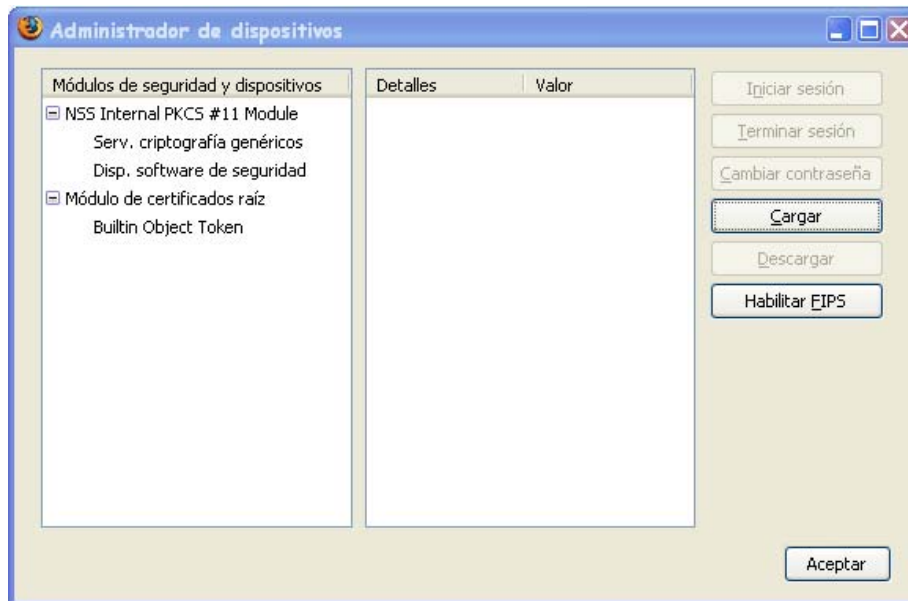 Administrador de dispositivos
Módulos de seguridad y dispositivos
Detalles
Valor
NSS Internal PKCS #11 Module
Serv. criptografía genéricos
Disp. software de seguridad
Módulo de certificados raíz
Builtin Object Token
Iniciar sesión
Terminar sesión
Cambiar contraseña
Cargar
Descargar
Habilitar FIPS
Aceptar